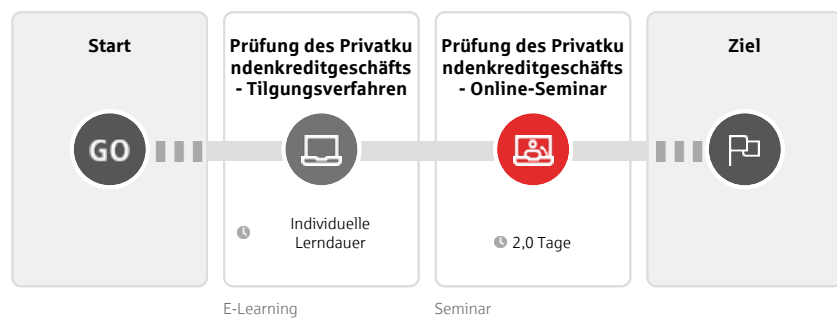 Start
Prüfung des Privatku
ndenkreditgeschäfts
- Tilgungsverfahren
Prüfung des Privatku
ndenkreditgeschäfts
- Online-Seminar
Ziel
GO
Individuelle
Lerndauer
2,0 Tage
E-Learning
Seminar